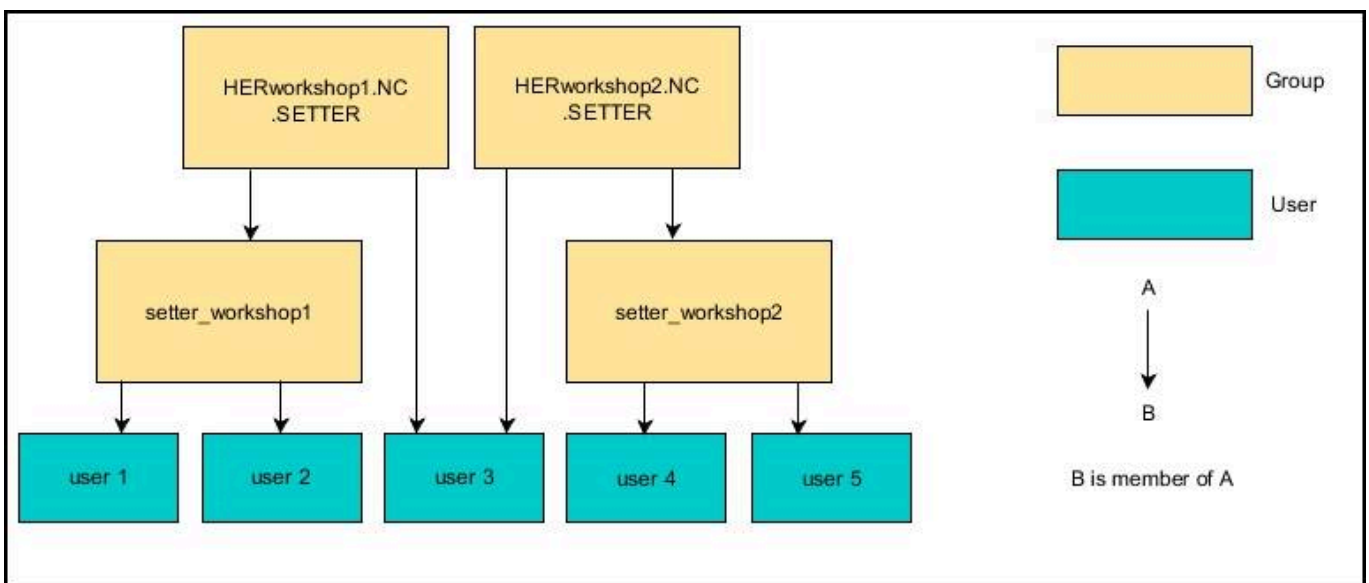 HERworkshop1.NC
.SETTER
HERworkshop2.NC
.SETTER
Group
User
setter_workshop1
setter_workshop2
A
B
user 1
user 2
user 3
user 4
user 5
B is member of A